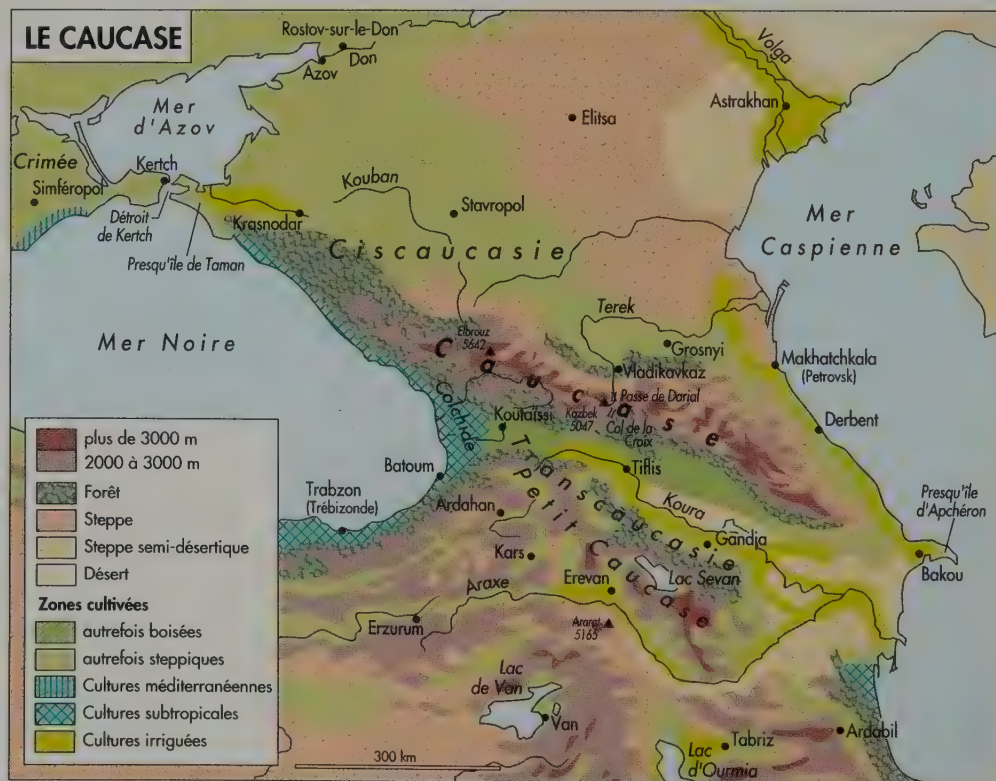 LE CAUCASE
Rostov-sur-le-Don
Don
Azov
Volga
Astrakhan
Elitsa
Mer
d'Azov
Crimée
Kertch
Simféropol
Détroit
de Kertch
Krasnodar
Presqu'île de Taman
Kouban
Stavropol
Ciscaucasie
Mer
Caspienne
Mer Noire
Terek
Grosnyi
Elbrouz
5642
Caucase
Vladikavkaz
Makhatchkala
(Petrovsk)
Passe de Darial
Kazbek
5047
Col de la
Croix
Derbent
Colchide
Koutaïssi
Transcaucasie
Tiflis
Batoum
Petit Caucase
Koura
Presqu'île
d'Apchéron
Trabzon
(Trébizonde)
Ardahan
Gandja
Kars
Bakou
Erevan
Lac Sevan
Araxe
Erzurum
Ararat
5165
Lac
de Van
Van
Ardabil
Tabriz
Lac
d'Ourmia
300 km
plus de 3000 m
2000 à 3000 m
Forêt
Steppe
Steppe semi-désertique
Désert
Zones cultivées
autrefois boisées
autrefois steppiques
Cultures méditerranéennes
Cultures subtropicales
Cultures irriguées